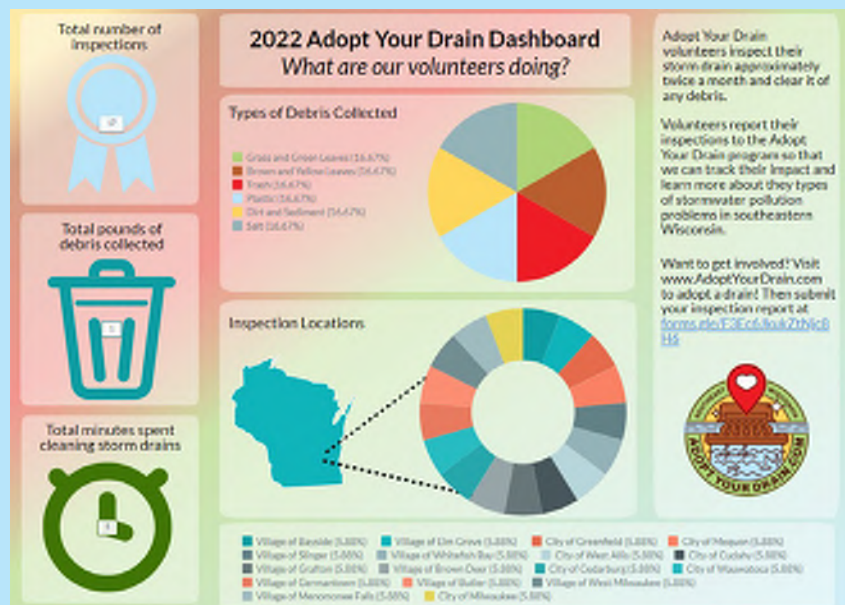 Total number of
Inspections
Total pounds of
debris collected
Total minutes spent
cleaning storm drains
2022 Adopt Your Drain Dashboard
What are our volunteers doing?
Types of Debris Collected
Grass and Green Leaves (16.67%)
Brown and Yellow Leaves (16.67%)
Trash (16.67%)
Plastic (16.67%)
Dirt and Sediment (16.67%)
Salt (16.67%)
Inspection Locations
Village of Bayside (5.88%) Village of Elm Grove (5.88%) City of Greenfield (5.88%) City of Mequon (5.88%)
Village of Slinger (5.88%) Village of Whitefish Bay (5.88%) City of West Allis (5.88%) City of Cudahy (5.88%)
Village of Grafton (5.88%) Village of Brown Deer (5.88%) City of Cedarburg (5.88%) City of Wauwatosa (5.88%)
Village of Germantown (5.88%) Village of Butler (5.88%) Village of West Milwaukee (5.88%)
Village of Menomonee Falls (5.88%) City of Milwaukee (5.88%)
Adopt Your Drain
volunteers inspect their
storm drain approximately
twice a month and clear it of
any debris.
Volunteers report their
inspections to the Adopt
Your Drain program so that
we can track their impact and
learn more about they types
of stormwater pollution
problems in southeastern
Wisconsin.
Want to get involved? Visit
www.AdoptYourDrain.com
to adopt a drain! Then submit
your inspection report at
ADOPT YOUR DRAIN.COM